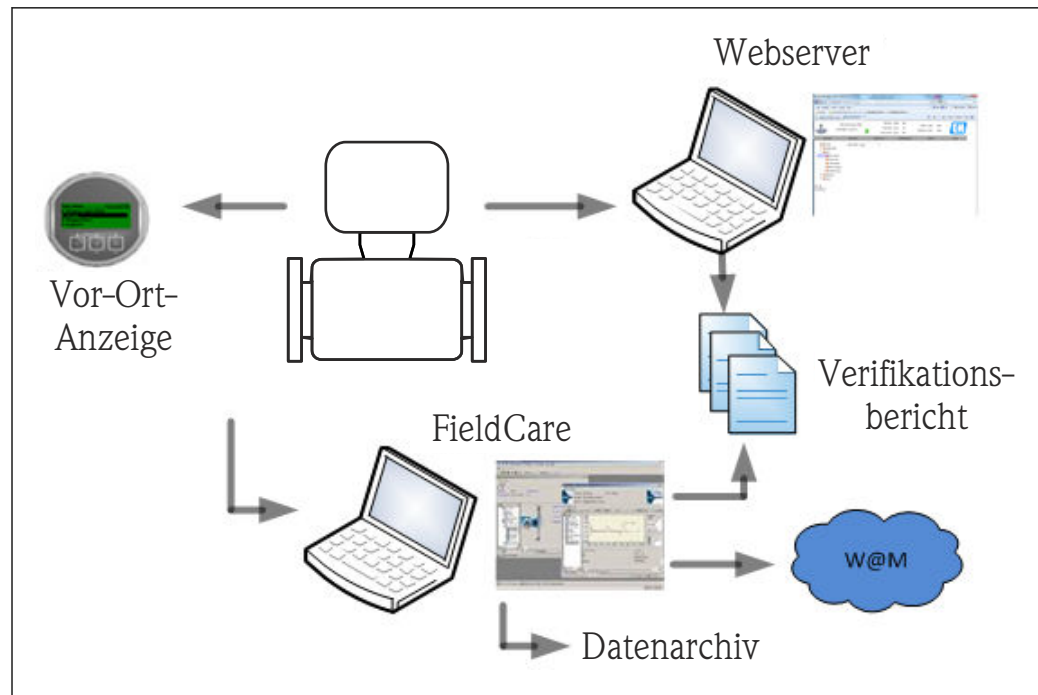 Webserver
Vor-Ort-
Anzeige
Verifikations-
bericht
FieldCare
W@M
Datenarchiv